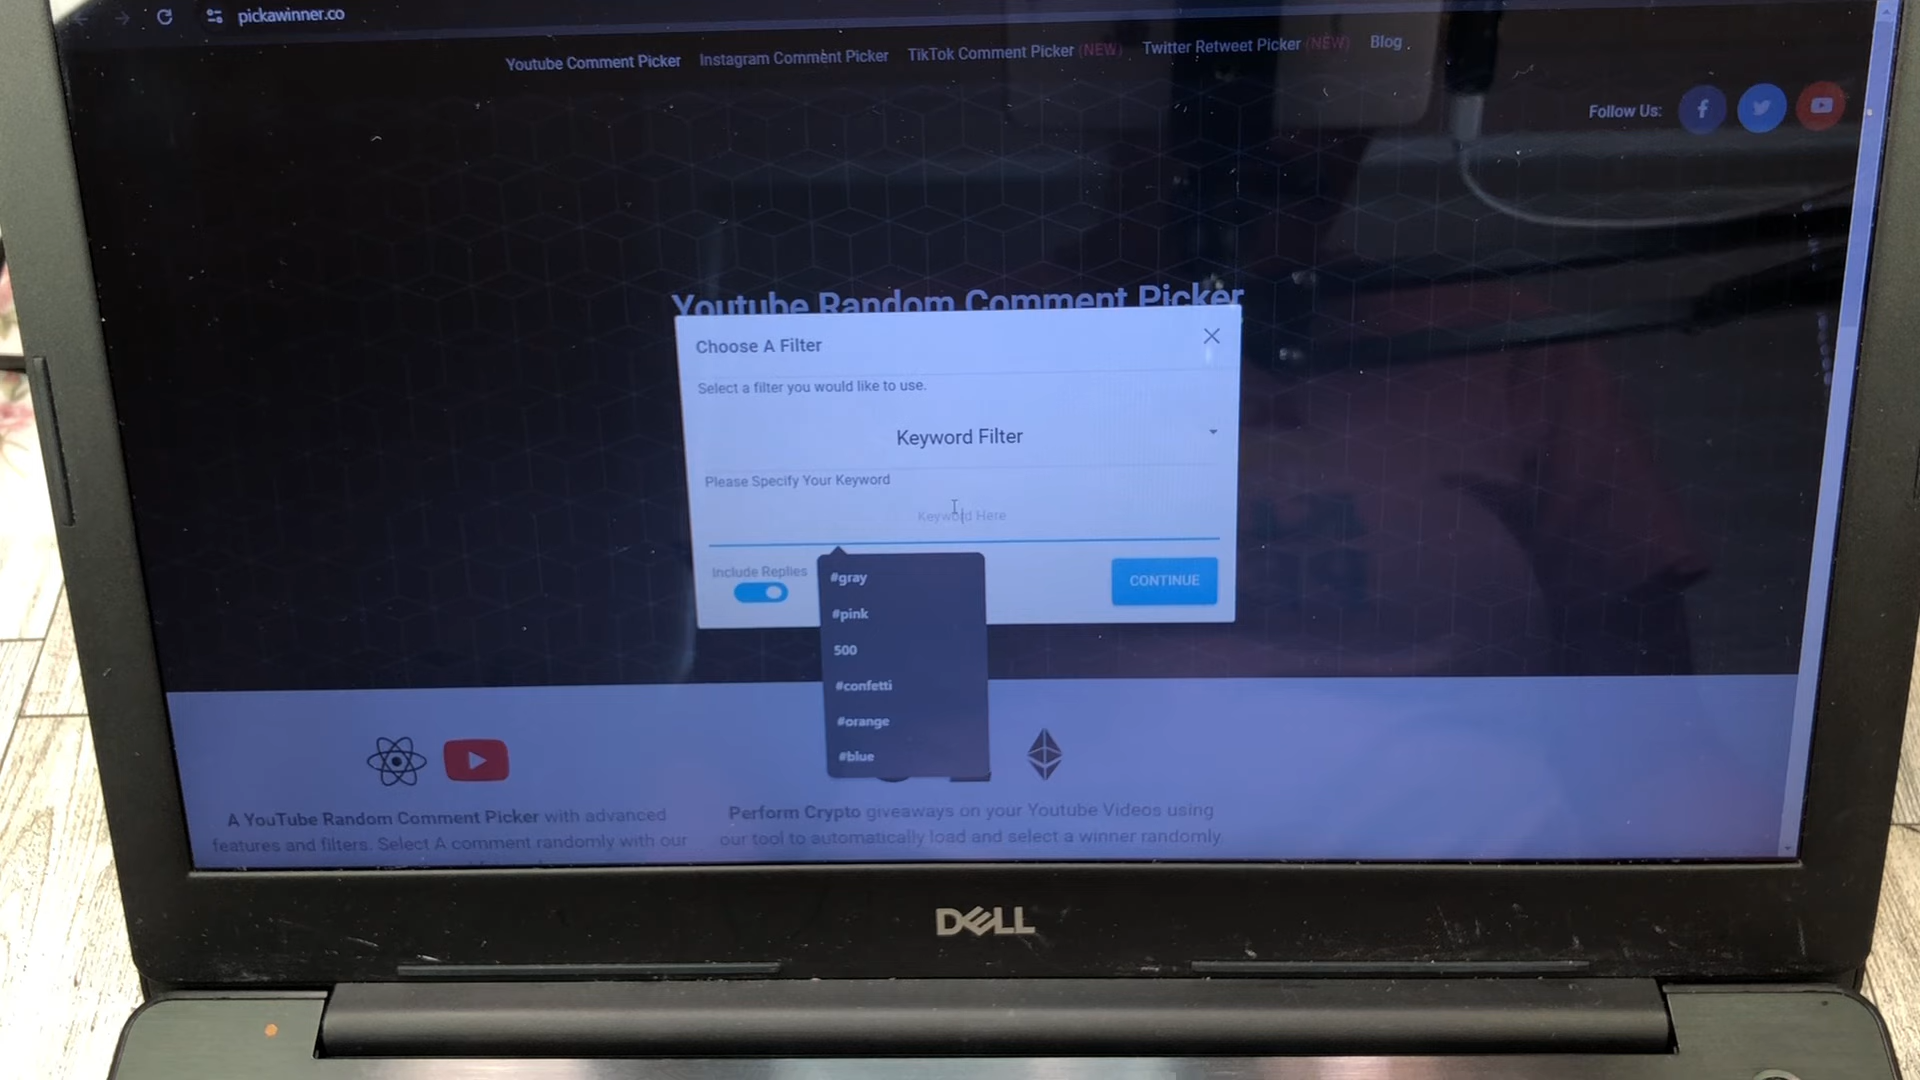 pickawinner.co
Youtube Comment Picker Instagram Comment Picker TikTok Comment Picker (NEW) Twitter Retweet Picker (NEW) Blog
Follow Us:
Youtube Random Comment Picker
Choose A Filter
Select a filter you would like to use.
Keyword Filter
Please Specify Your Keyword
Keyword Here
Include Replies
CONTINUE
#gray
#pink
500
#confetti
#orange
#blue
A YouTube Random Comment Picker with advanced
features and filters. Select A comment randomly with our
Perform Crypto giveaways on your Youtube Videos using
our tool to automatically load and select a winner randomly.
DELL